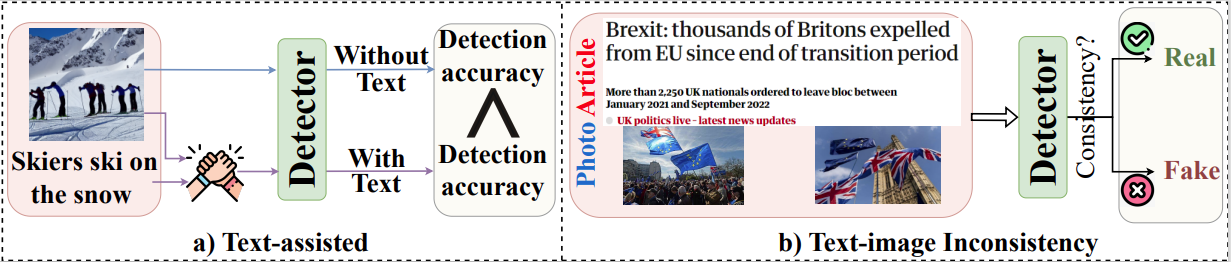 Skiers ski on
the snow
Detector
Without
Text
With
Text
Detection
accuracy
Detection
accuracy
a) Text-assisted
Photo Article
Brexit: thousands of Britons expelled
from EU since end of transition period
More than 2,250 UK nationals ordered to leave bloc between
January 2021 and September 2022
UK politics live - latest news updates
Detector
Consistency?
Real
Fake
b) Text-image Inconsistency